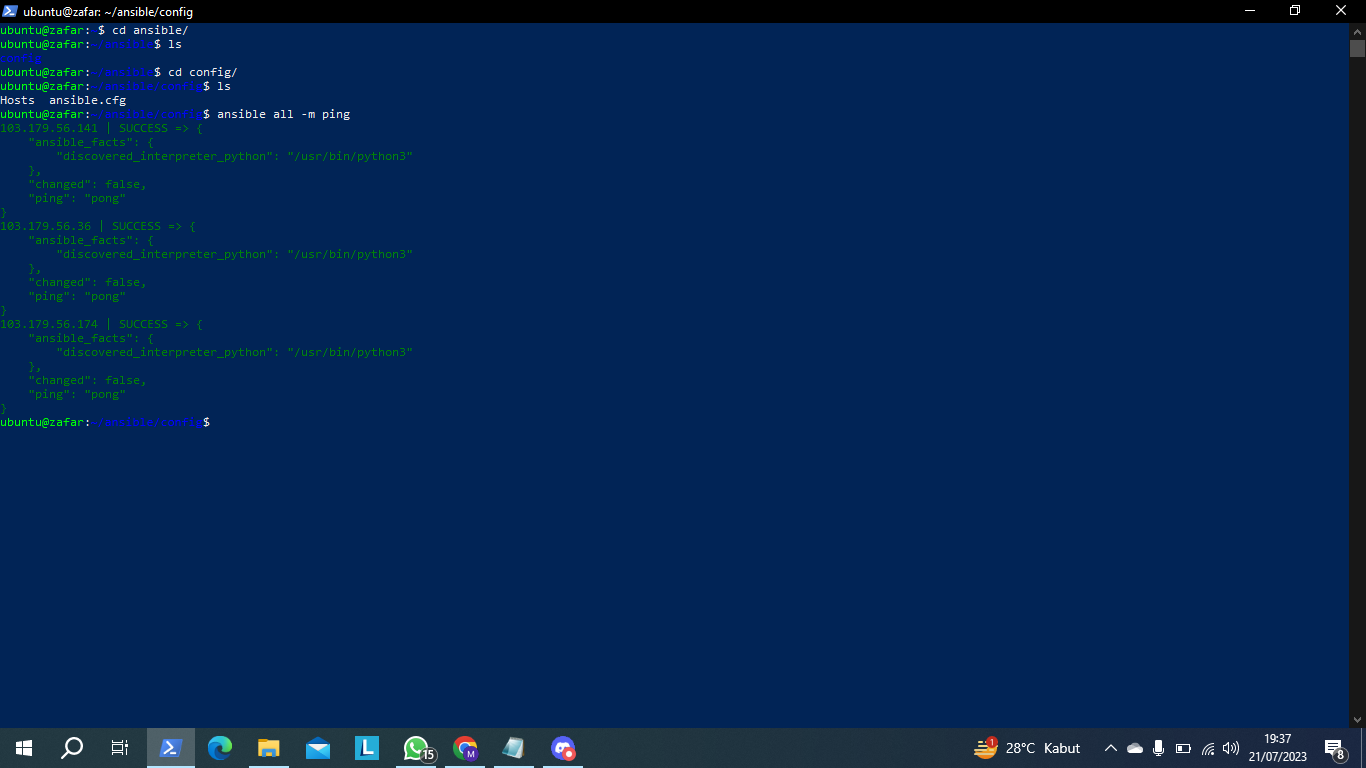 ubuntu@zafar: ~/ansible/config
ubuntu@zafar:~$ cd ansible/
ubuntu@zafar:~/ansible$ ls
config
ubuntu@zafar:~/ansible$ cd config/
ubuntu@zafar:~/ansible/config$ ls
Hosts  ansible.cfg
ubuntu@zafar:~/ansible/config$ ansible all -m ping
103.179.56.141 | SUCCESS => {
    "ansible_facts": {
        "discovered_interpreter_python": "/usr/bin/python3"
    },
    "changed": false,
    "ping": "pong"
}
103.179.56.36 | SUCCESS => {
    "ansible_facts": {
        "discovered_interpreter_python": "/usr/bin/python3"
    },
    "changed": false,
    "ping": "pong"
}
103.179.56.174 | SUCCESS => {
    "ansible_facts": {
        "discovered_interpreter_python": "/usr/bin/python3"
    },
    "changed": false,
    "ping": "pong"
}
ubuntu@zafar:~/ansible/config$
L
15
M
1
28°C Kabut
19:37
21/07/2023
8